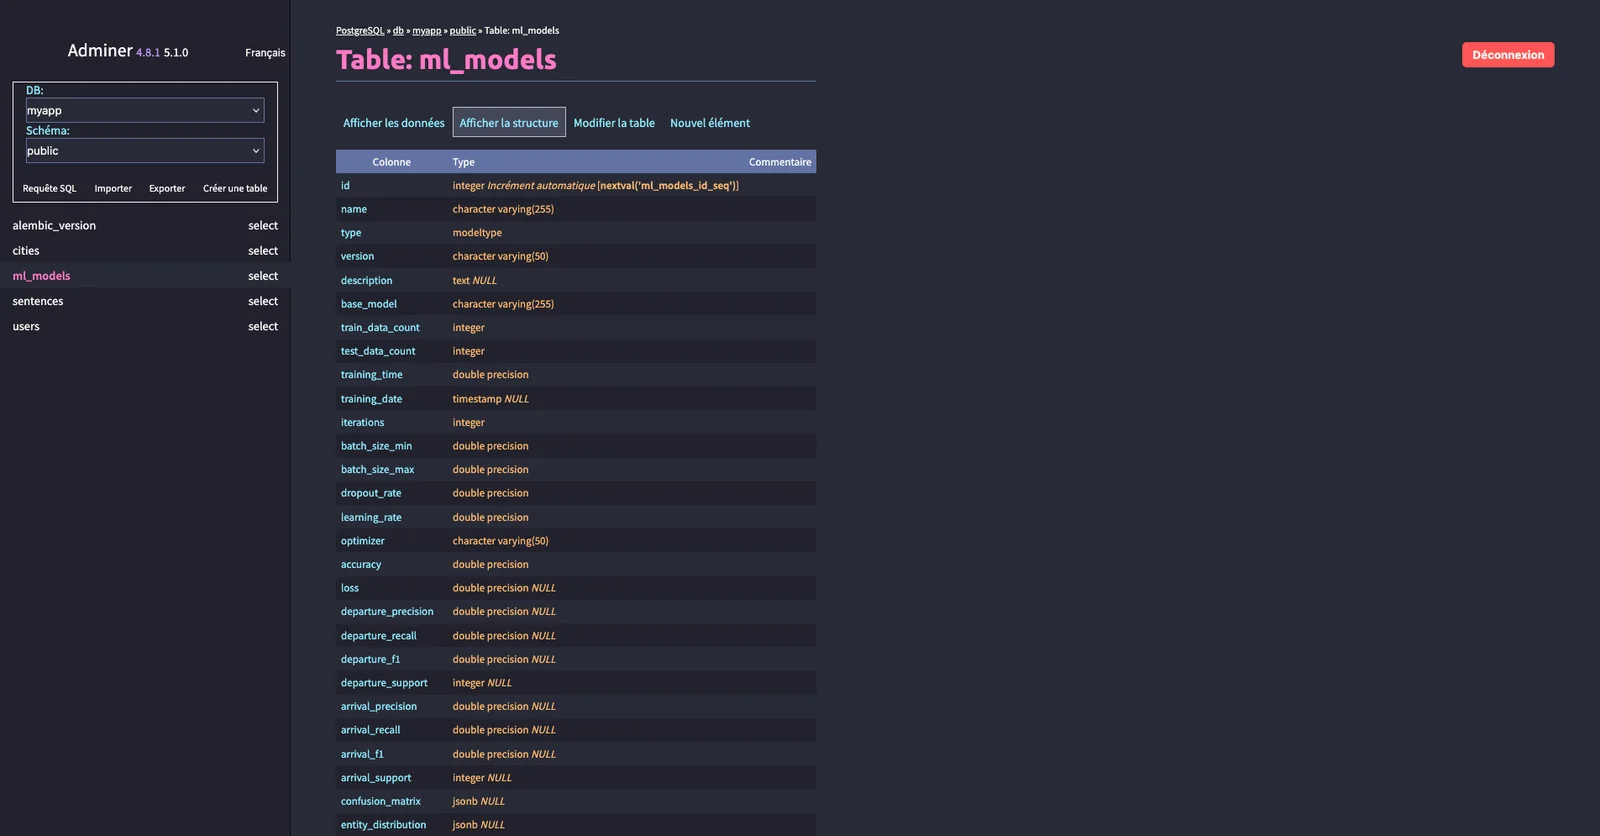 Adminer 4.8.1 5.1.0
Français
DB:
myapp
Schéma:
public
Requête SQL Importer Exporter Créer une table
alembic_version select
cities select
ml_models select
sentences select
users select
PostgreSQL » db » myapp » public » Table: ml_models
Table: ml_models
Déconnexion
Afficher les données Afficher la structure Modifier la table Nouvel élément
Colonne Type Commentaire
id integer Incrément automatique [nextval('ml_models_id_seq')]
name character varying(255)
type modeltype
version character varying(50)
description text NULL
base_model character varying(255)
train_data_count integer
test_data_count integer
training_time double precision
training_date timestamp NULL
iterations integer
batch_size_min double precision
batch_size_max double precision
dropout_rate double precision
learning_rate double precision
optimizer character varying(50)
accuracy double precision
loss double precision NULL
departure_precision double precision NULL
departure_recall double precision NULL
departure_f1 double precision NULL
departure_support integer NULL
arrival_precision double precision NULL
arrival_recall double precision NULL
arrival_f1 double precision NULL
arrival_support integer NULL
confusion_matrix jsonb NULL
entity_distribution jsonb NULL